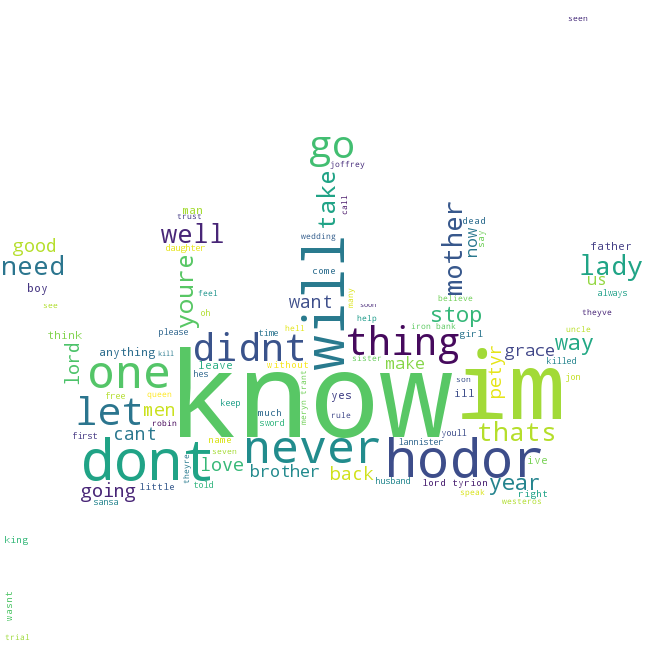 seen
go
joffrey
take
call
man
trust
well
daughter
wedding
will
come
mother
dead
now
say
good
need
boy
see
father
lady
us
always
theyve
youre
feel
oh
want
many
soon
help
believe
stop
iron bank
girl
uncle
think
please
didnt
time
hell
thing
way
lord
anything
kill
hes
leave
without
sister
make
petyr
grace
killed
one
free
queen
know
keep
yes
son
ill
im
jon
let
men
robin
much
sword
meryn trant
rule
first
cant
name
seven
never
lannister
youll
thats
dont
theyre
love
brother
back
hodor
ive
told
husband
lord tyrion
year
right
going
little
sansa
speak
westeros
king
wasnt
trial